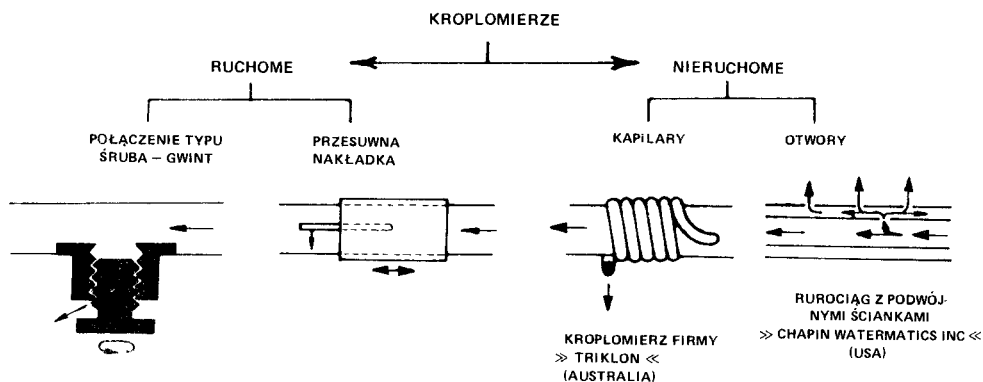 KROPLOMIERZE
RUCHOME
NIERUCHOME
POŁĄCZENIE TYPU
ŚRUBA – GWINT
PRZESUWNA
NAKŁADKA
KAPILARY
OTWORY
KROPLOMIERZ FIRMY
>> TRIKLON <<
(AUSTRALIA)
RUROCIĄG Z PODWÓJ-
NYMI ŚCIANKAMI
>> CHAPIN WATERMATICS INC <<
(USA)